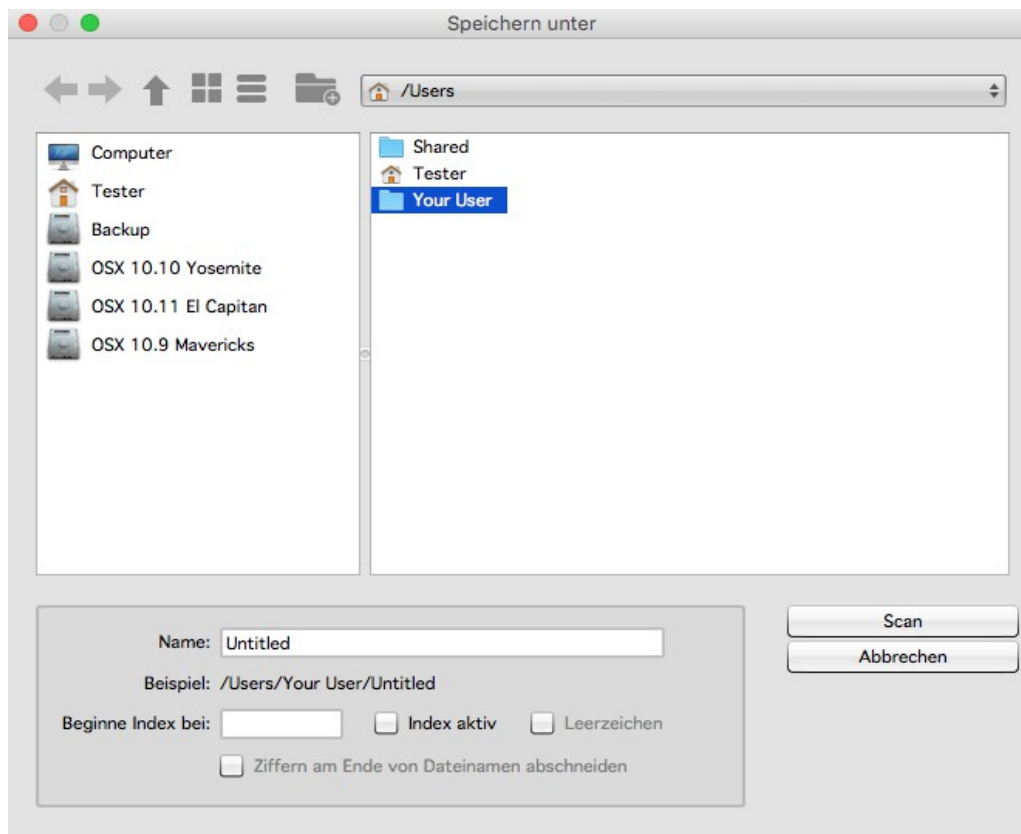 Speichern unter
/Users
Computer
Tester
Backup
OSX 10.10 Yosemite
OSX 10.11 El Capitan
OSX 10.9 Mavericks
Shared
Tester
Your User
Name: Untitled
Beispiel: /Users/Your User/Untitled
Beginne Index bei: Index aktiv Leerzeichen
Ziffern am Ende von Dateinamen abschneiden
Scan
Abbrechen